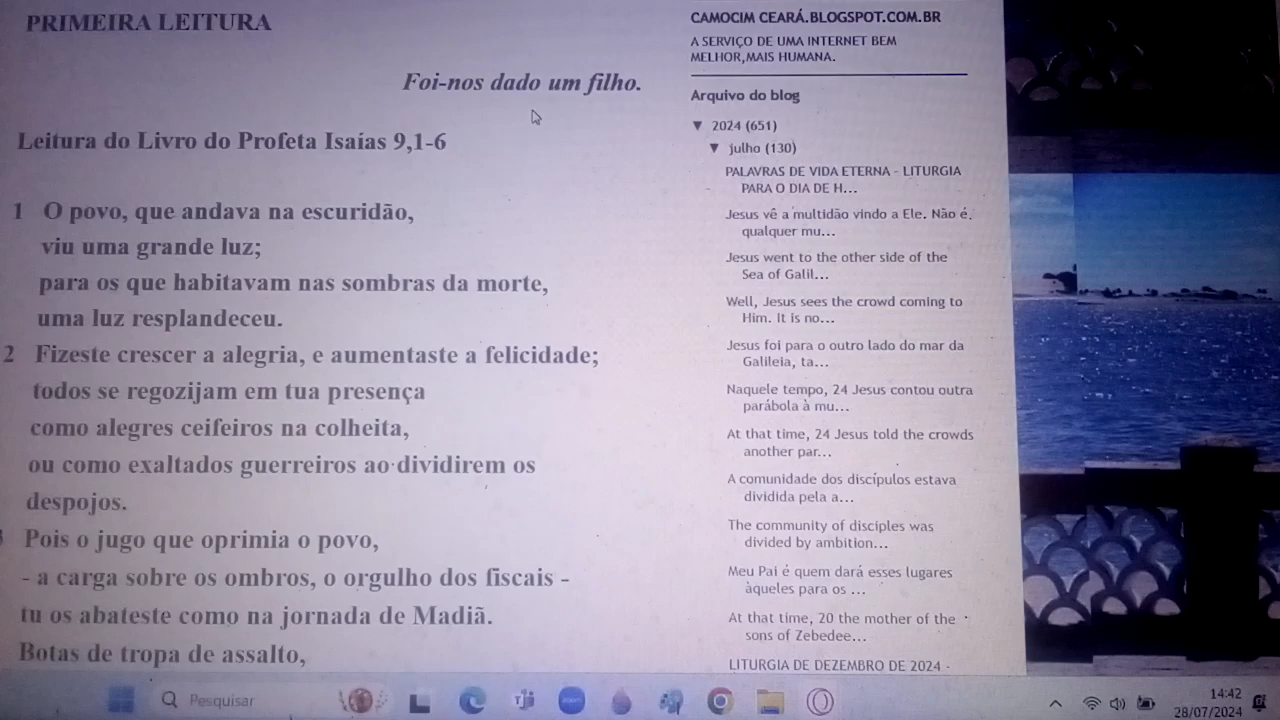 PRIMEIRA LEITURA
Foi-nos dado um filho.
Leitura do Livro do Profeta Isaías 9,1-6
1 O povo, que andava na escuridão,
viu uma grande luz;
para os que habitavam nas sombras da morte,
uma luz resplandeceu.
2 Fizeste crescer a alegria, e aumentaste a felicidade;
todos se regozijam em tua presença
como alegres ceifeiros na colheita,
ou como exaltados guerreiros ao dividirem os
despojos.
Pois o jugo que oprimia o povo,
- a carga sobre os ombros, o orgulho dos fiscais -
tu os abateste como na jornada de Madiã.
Botas de tropa de assalto,
CAMOCIM CEARÁ.BLOGSPOT.COM.BR
A SERVIÇO DE UMA INTERNET BEM
MELHOR,MAIS HUMANA.
Arquivo do blog
▼ 2024 (651)
▼ julho (130)
PALAVRAS DE VIDA ETERNA - LITURGIA
PARA O DIA DE H...
Jesus vê a multidão vindo a Ele. Não é
qualquer mu...
Jesus went to the other side of the
Sea of Galil...
Well, Jesus sees the crowd coming to
Him. It is no...
Jesus foi para o outro lado do mar da
Galileia, ta...
Naquele tempo, 24 Jesus contou outra
parábola à mu...
At that time, 24 Jesus told the crowds
another par...
A comunidade dos discípulos estava
dividida pela a...
The community of disciples was
divided by ambition...
Meu Pai é quem dará esses lugares
àqueles para os ...
At that time, 20 the mother of the
sons of Zebedee...
LITURGIA DE DEZEMBRO DE 2024 -
Pesquisar
zoom
14:42
28/07/2024